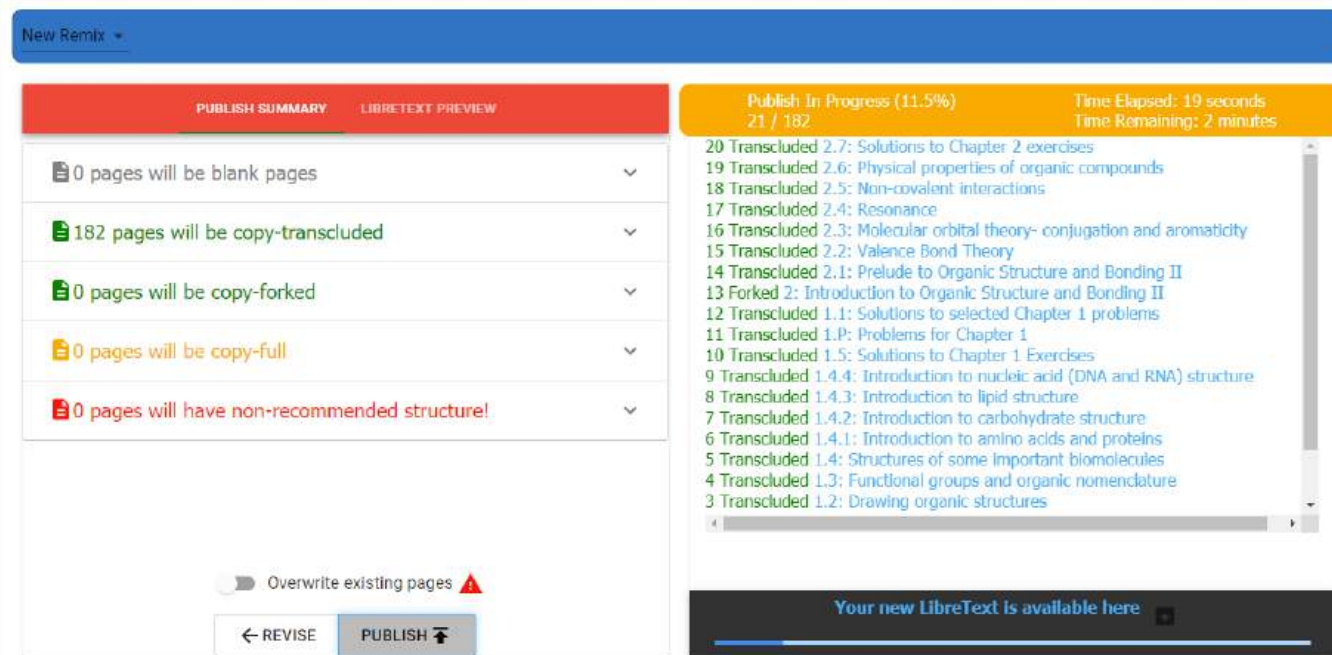 New Remix
PUBLISH SUMMARY LIBRETEXT PREVIEW
0 pages will be blank pages
182 pages will be copy-transcluded
0 pages will be copy-forked
0 pages will be copy-full
0 pages will have non-recommended structure!
Overwrite existing pages
REVISE PUBLISH
Publish In Progress (11.5%) Time Elapsed: 19 seconds
21 / 182 Time Remaining: 2 minutes
20 Transcluded 2.7: Solutions to Chapter 2 exercises
19 Transcluded 2.6: Physical properties of organic compounds
18 Transcluded 2.5: Non-covalent interactions
17 Transcluded 2.4: Resonance
16 Transcluded 2.3: Molecular orbital theory- conjugation and aromaticity
15 Transcluded 2.2: Valence Bond Theory
14 Transcluded 2.1: Prelude to Organic Structure and Bonding II
13 Forked 2: Introduction to Organic Structure and Bonding II
12 Transcluded 1.1: Solutions to selected Chapter 1 problems
11 Transcluded 1.P: Problems for Chapter 1
10 Transcluded 1.5: Solutions to Chapter 1 Exercises
9 Transcluded 1.4.4: Introduction to nucleic acid (DNA and RNA) structure
8 Transcluded 1.4.3: Introduction to lipid structure
7 Transcluded 1.4.2: Introduction to carbohydrate structure
6 Transcluded 1.4.1: Introduction to amino acids and proteins
5 Transcluded 1.4: Structures of some important biomolecules
4 Transcluded 1.3: Functional groups and organic nomenclature
3 Transcluded 1.2: Drawing organic structures
Your new LibreText is available here